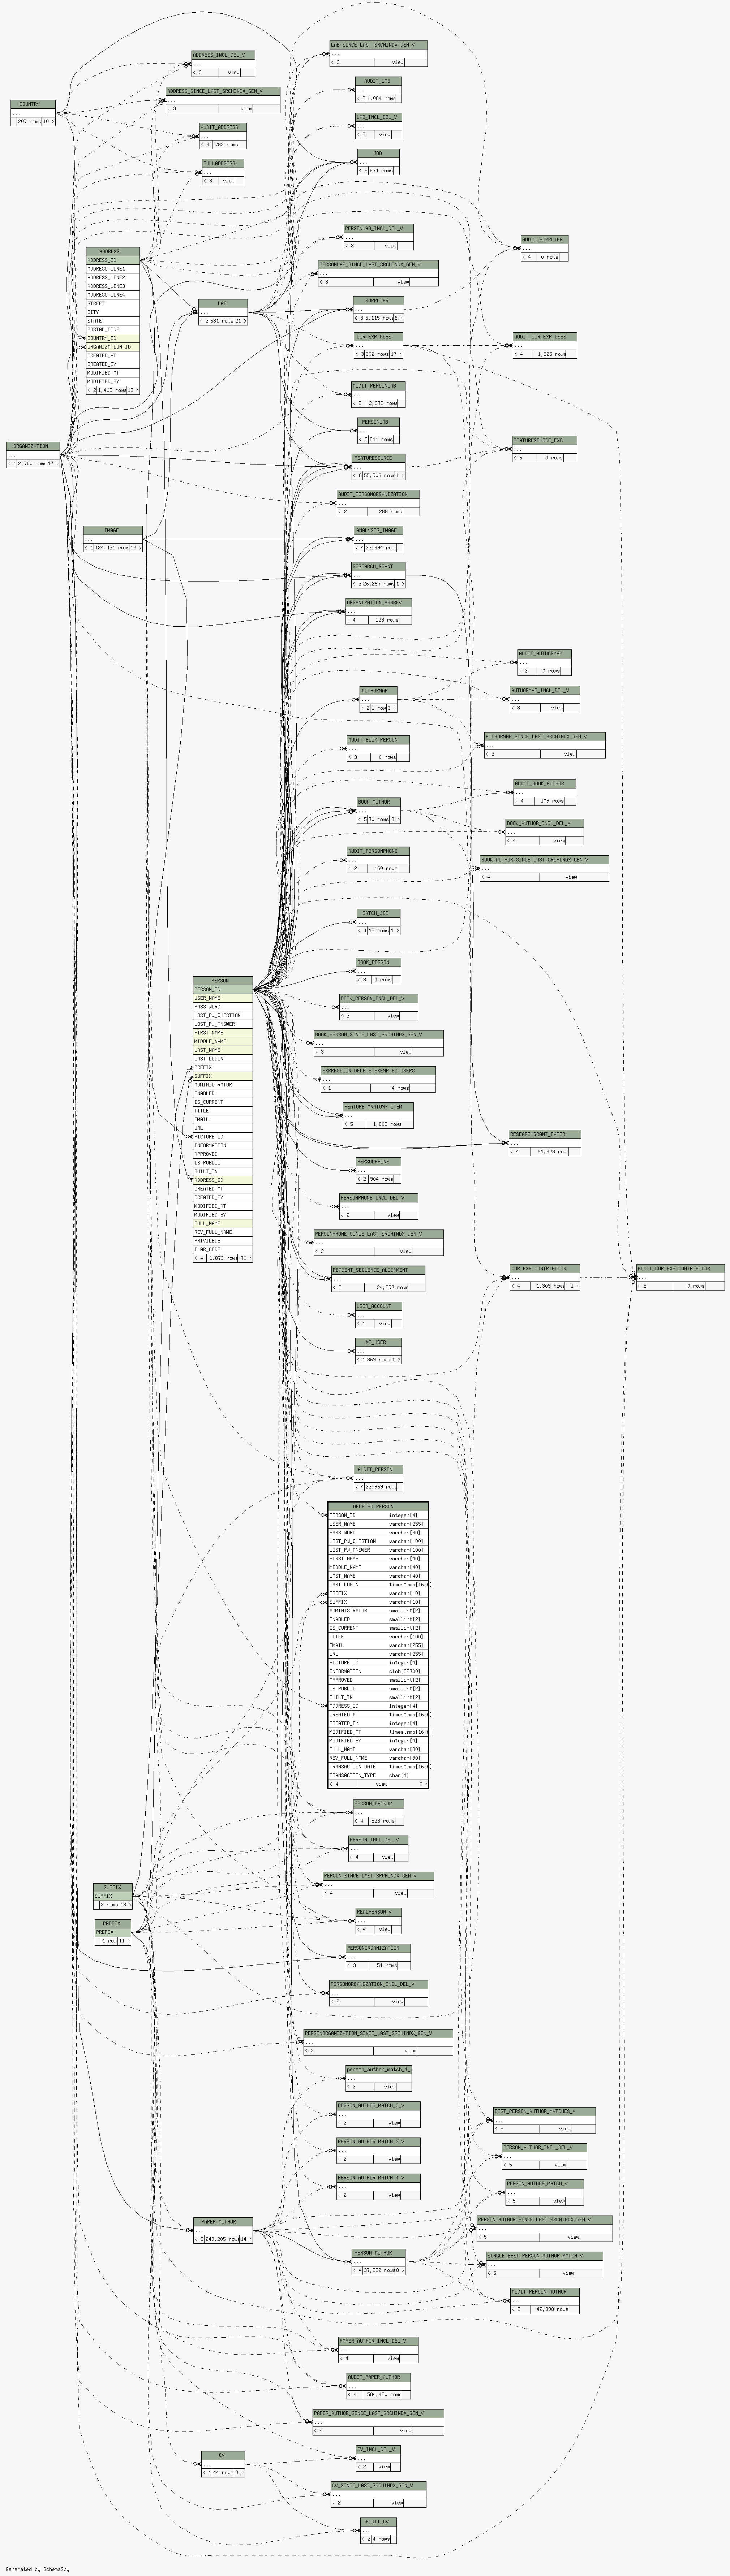 COUNTRY
...
207 rows 10 >
ADDRESS_INCL_DEL_V
...
< 3 view
ADDRESS_SINCE_LAST_SRCHINDX_GEN_V
...
< 3 view
AUDIT_ADDRESS
...
< 3 782 rows
FULLADDRESS
...
< 3 view
ADDRESS
ADDRESS_ID
ADDRESS_LINE1
ADDRESS_LINE2
ADDRESS_LINE3
ADDRESS_LINE4
STREET
CITY
STATE
POSTAL_CODE
COUNTRY_ID
ORGANIZATION_ID
CREATED_AT
CREATED_BY
MODIFIED_AT
MODIFIED_BY
< 2 1,409 rows 15 >
LAB
...
< 3 581 rows 21 >
ORGANIZATION
...
< 1 2,700 rows 47 >
IMAGE
...
< 1 124,431 rows 12 >
LAB_SINCE_LAST_SRCHINDX_GEN_V
...
< 3 view
AUDIT_LAB
...
< 3 1,084 rows
LAB_INCL_DEL_V
...
< 3 view
JOB
...
< 5 674 rows
PERSONLAB_INCL_DEL_V
...
< 3 view
PERSONLAB_SINCE_LAST_SRCHINDX_GEN_V
...
< 3 view
SUPPLIER
...
< 3 5,115 rows 6 >
CUR_EXP_GSES
...
< 3 302 rows 17 >
AUDIT_PERSONLAB
...
< 3 2,373 rows
PERSONLAB
...
< 3 811 rows
FEATURESOURCE
...
< 6 55,906 rows 1 >
AUDIT_PERSONORGANIZATION
...
< 2 288 rows
ANALYSIS_IMAGE
...
< 4 22,394 rows
RESEARCH_GRANT
...
< 3 26,257 rows 1 >
ORGANIZATION_ABBREV
...
< 4 123 rows
AUDIT_SUPPLIER
...
< 4 0 rows
AUDIT_CUR_EXP_GSES
...
< 4 1,825 rows
FEATURESOURCE_EXC
...
< 5 0 rows
AUDIT_AUTHORMAP
...
< 3 0 rows
AUTHORMAP
...
< 2 1 row 3 >
AUTHORMAP_INCL_DEL_V
...
< 3 view
AUDIT_BOOK_PERSON
...
< 3 0 rows
AUTHORMAP_SINCE_LAST_SRCHINDX_GEN_V
...
< 3 view
BOOK_AUTHOR
...
< 5 70 rows 3 >
AUDIT_BOOK_AUTHOR
...
< 4 109 rows
BOOK_AUTHOR_INCL_DEL_V
...
< 4 view
AUDIT_PERSONPHONE
...
< 2 160 rows
BOOK_AUTHOR_SINCE_LAST_SRCHINDX_GEN_V
...
< 4 view
BATCH_JOB
...
< 1 12 rows 1 >
BOOK_PERSON
...
< 3 0 rows
PERSON
PERSON_ID
USER_NAME
PASS_WORD
LOST_PW_QUESTION
LOST_PW_ANSWER
FIRST_NAME
MIDDLE_NAME
LAST_NAME
LAST_LOGIN
PREFIX
SUFFIX
ADMINISTRATOR
ENABLED
IS_CURRENT
TITLE
EMAIL
URL
PICTURE_ID
INFORMATION
APPROVED
IS_PUBLIC
BUILT_IN
ADDRESS_ID
CREATED_AT
CREATED_BY
MODIFIED_AT
MODIFIED_BY
FULL_NAME
REV_FULL_NAME
PRIVILEGE
ILAR_CODE
< 4 1,873 rows 70 >
BOOK_PERSON_INCL_DEL_V
...
< 3 view
BOOK_PERSON_SINCE_LAST_SRCHINDX_GEN_V
...
< 3 view
EXPRESSION_DELETE_EXEMPTED_USERS
...
< 1 4 rows
FEATURE_ANATOMY_ITEM
...
< 5 1,808 rows
RESEARCHGRANT_PAPER
...
< 4 51,873 rows
PERSONPHONE
...
< 2 904 rows
PERSONPHONE_INCL_DEL_V
...
< 2 view
PERSONPHONE_SINCE_LAST_SRCHINDX_GEN_V
...
< 2 view
REAGENT_SEQUENCE_ALIGNMENT
...
< 5 24,597 rows
CUR_EXP_CONTRIBUTOR
...
< 4 1,309 rows 1 >
AUDIT_CUR_EXP_CONTRIBUTOR
...
< 5 0 rows
USER_ACCOUNT
...
< 1 view
XB_USER
...
< 1 369 rows 1 >
AUDIT_PERSON
...
< 4 22,969 rows
DELETED_PERSON
PERSON_ID integer[4]
USER_NAME varchar[255]
PASS_WORD varchar[30]
LOST_PW_QUESTION varchar[100]
LOST_PW_ANSWER varchar[100]
FIRST_NAME varchar[40]
MIDDLE_NAME varchar[40]
LAST_NAME varchar[40]
LAST_LOGIN timestamp[16,6]
PREFIX varchar[10]
SUFFIX varchar[10]
ADMINISTRATOR smallint[2]
ENABLED smallint[2]
IS_CURRENT smallint[2]
TITLE varchar[100]
EMAIL varchar[255]
URL varchar[255]
PICTURE_ID integer[4]
INFORMATION clob[32700]
APPROVED smallint[2]
IS_PUBLIC smallint[2]
BUILT_IN smallint[2]
ADDRESS_ID integer[4]
CREATED_AT timestamp[16,6]
CREATED_BY integer[4]
MODIFIED_AT timestamp[16,6]
MODIFIED_BY integer[4]
FULL_NAME varchar[90]
REV_FULL_NAME varchar[90]
TRANSACTION_DATE timestamp[16,6]
TRANSACTION_TYPE char[1]
< 4 view 0 >
PERSON_BACKUP
...
< 4 828 rows
PERSON_INCL_DEL_V
...
< 4 view
PERSON_SINCE_LAST_SRCHINDX_GEN_V
...
< 4 view
SUFFIX
SUFFIX
3 rows 13 >
PREFIX
PREFIX
1 row 11 >
REALPERSON_V
...
< 4 view
PERSONORGANIZATION
...
< 3 51 rows
PERSONORGANIZATION_INCL_DEL_V
...
< 2 view
PERSONORGANIZATION_SINCE_LAST_SRCHINDX_GEN_V
...
< 2 view
person_author_match_1_v
...
< 2 view
PERSON_AUTHOR_MATCH_3_V
...
< 2 view
PERSON_AUTHOR_MATCH_2_V
...
< 2 view
PERSON_AUTHOR_MATCH_4_V
...
< 2 view
BEST_PERSON_AUTHOR_MATCHES_V
...
< 5 view
PERSON_AUTHOR_INCL_DEL_V
...
< 5 view
PERSON_AUTHOR_MATCH_V
...
< 5 view
PAPER_AUTHOR
...
< 3 249,205 rows 14 >
PERSON_AUTHOR_SINCE_LAST_SRCHINDX_GEN_V
...
< 5 view
PERSON_AUTHOR
...
< 4 37,532 rows 8 >
SINGLE_BEST_PERSON_AUTHOR_MATCH_V
...
< 5 view
AUDIT_PERSON_AUTHOR
...
< 5 42,398 rows
PAPER_AUTHOR_INCL_DEL_V
...
< 4 view
AUDIT_PAPER_AUTHOR
...
< 4 584,480 rows
PAPER_AUTHOR_SINCE_LAST_SRCHINDX_GEN_V
...
< 4 view
CV
...
< 1 44 rows 9 >
CV_INCL_DEL_V
...
< 2 view
CV_SINCE_LAST_SRCHINDX_GEN_V
...
< 2 view
AUDIT_CV
...
< 2 4 rows
Generated by SchemaSpy